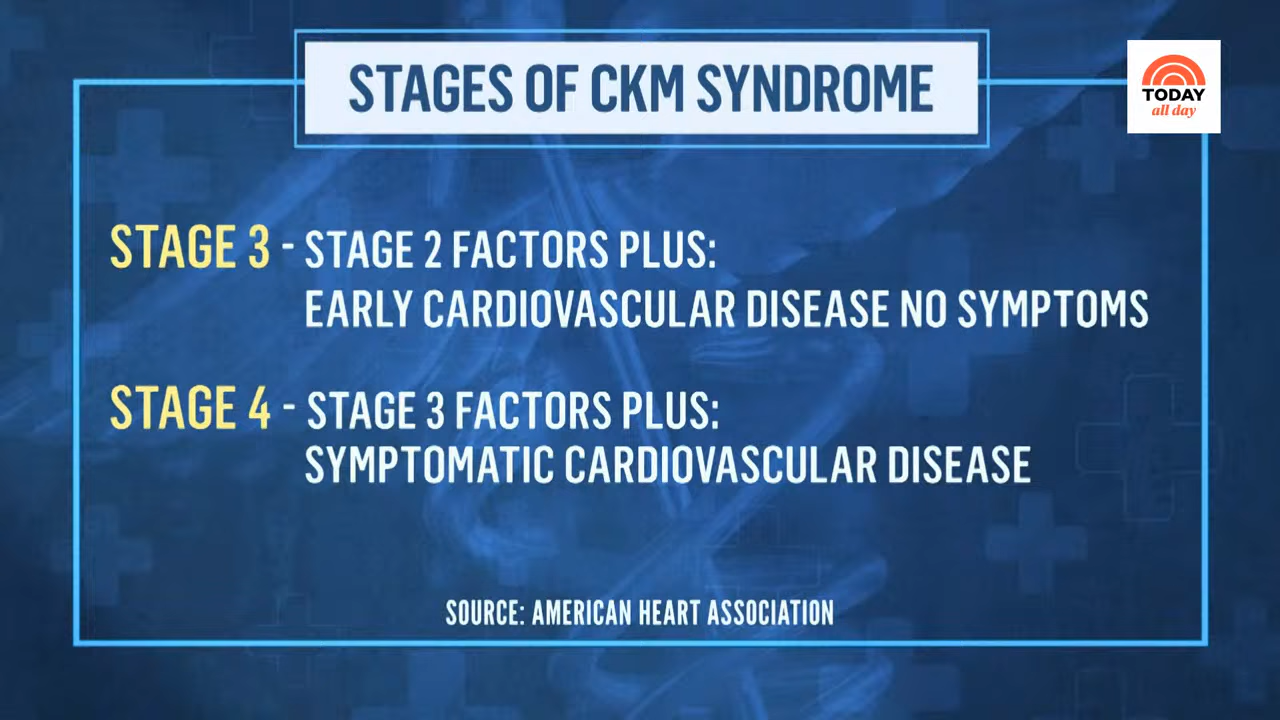 STAGES OF CKM SYNDROME
TODAY
all day
STAGE 3 - STAGE 2 FACTORS PLUS:
EARLY CARDIOVASCULAR DISEASE NO SYMPTOMS
STAGE 4 - STAGE 3 FACTORS PLUS:
SYMPTOMATIC CARDIOVASCULAR DISEASE
SOURCE: AMERICAN HEART ASSOCIATION